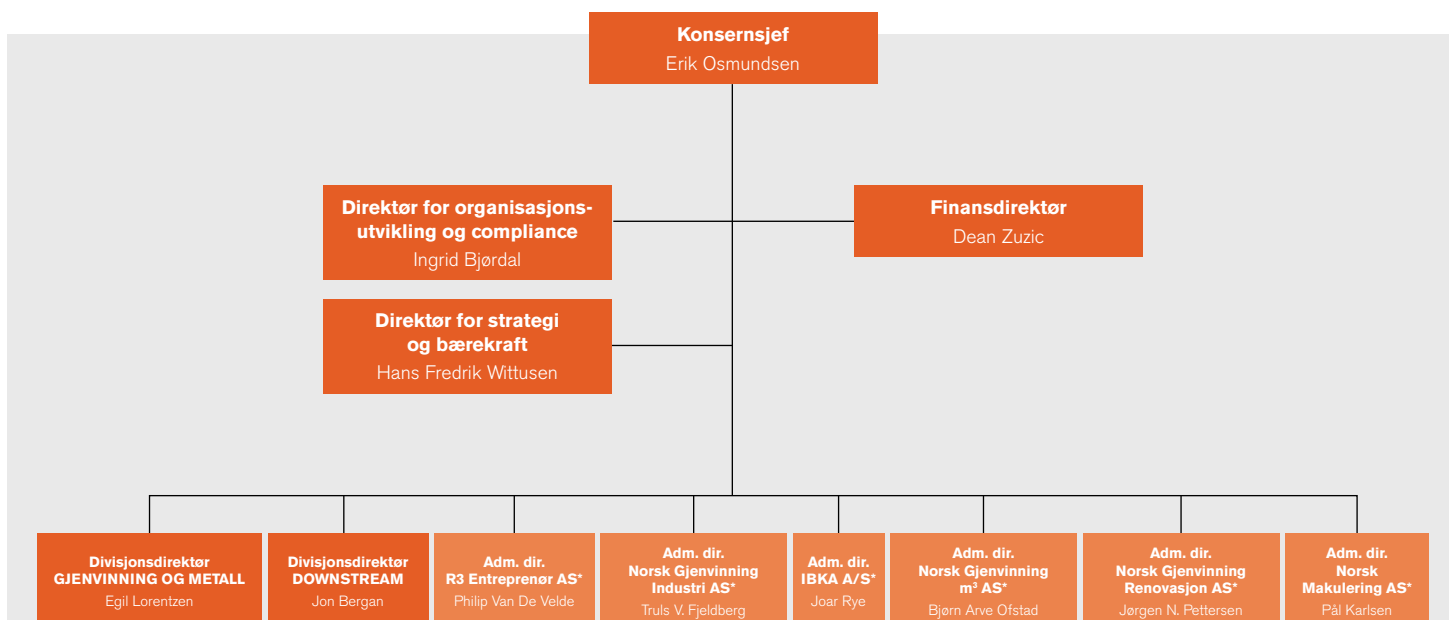 Konsernsjef
Erik Osmundsen
Direktør for organisasjons-
utvikling og compliance
Ingrid Bjørdal
Finansdirektør
Dean Zuzic
Direktør for strategi
og bærekraft
Hans Fredrik Wittusen
Divisjonsdirektør
GJENVINNING OG METALL
Egil Lorentzen
Divisjonsdirektør
DOWNSTREAM
Jon Bergan
Adm. dir.
R3 Entreprenør AS*
Philip Van De Velde
Adm. dir.
Norsk Gjenvinning
Industri AS*
Truls V. Fjeldberg
Adm. dir.
IBKA A/S*
Joar Rye
Adm. dir.
Norsk Gjenvinning
m³ AS*
Bjørn Arve Ofstad
Adm. dir.
Norsk Gjenvinning
Renovasjon AS*
Jørgen N. Pettersen
Adm. dir.
Norsk
Makulering AS*
Pål Karlsen